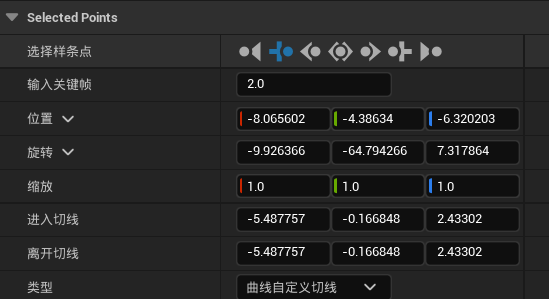 Selected Points
选择样条点
输入关键帧 2.0
位置 -8.065602 -4.38634 -6.320203
旋转 -9.926366 -64.794266 7.317864
缩放 1.0 1.0 1.0
进入切线 -5.487757 -0.166848 2.43302
离开切线 -5.487757 -0.166848 2.43302
类型 曲线自定义切线